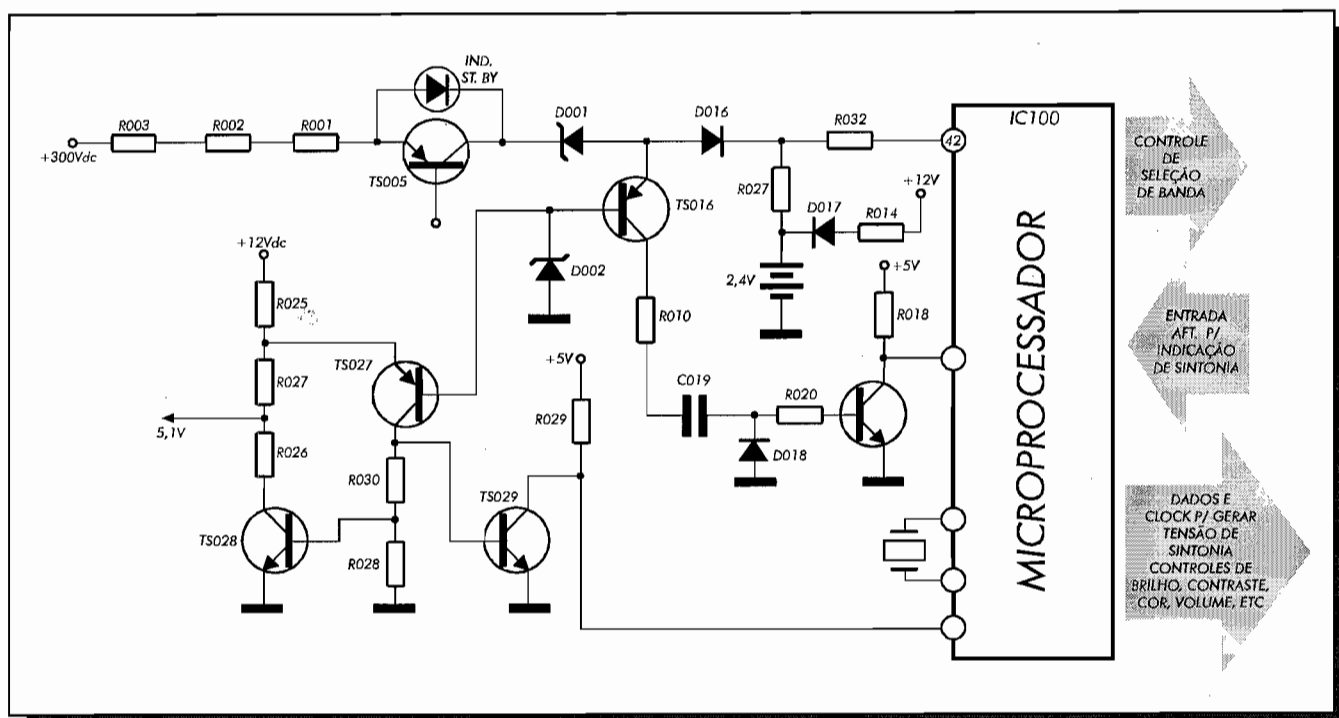 IND.
ST. BY
R003
R002
R001
+300Vdc
TS005
D001
D016
R032
42
IC100
TS016
R027
+12V
D017
R014
+12Vdc
D002
2,4V
+5V
R025
R010
R018
TS027
+5V
C019
R027
R029
R020
5,1V
R026
D018
R030
TS029
TS028
R028
MICROPROCESSADOR
CONTROLE
DE
SELEÇÃO
DE BANDA
ENTRADA
AFT. P/
INDICAÇÃO
DE SINTONIA
DADOS E
CLOCK P/ GERAR
TENSÃO DE
SINTONIA
CONTROLES DE
BRILHO, CONTRASTE,
COR, VOLUME, ETC